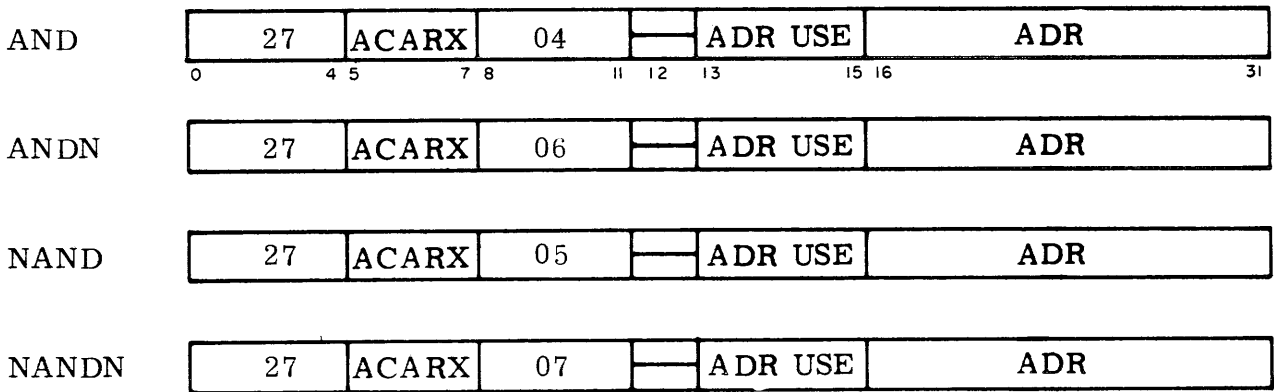 AND 27 ACARX 04 ADR USE ADR
0 4 5 7 8 11 12 13 15 16 31
ANDN 27 ACARX 06 ADR USE ADR
NAND 27 ACARX 05 ADR USE ADR
NANDN 27 ACARX 07 ADR USE ADR